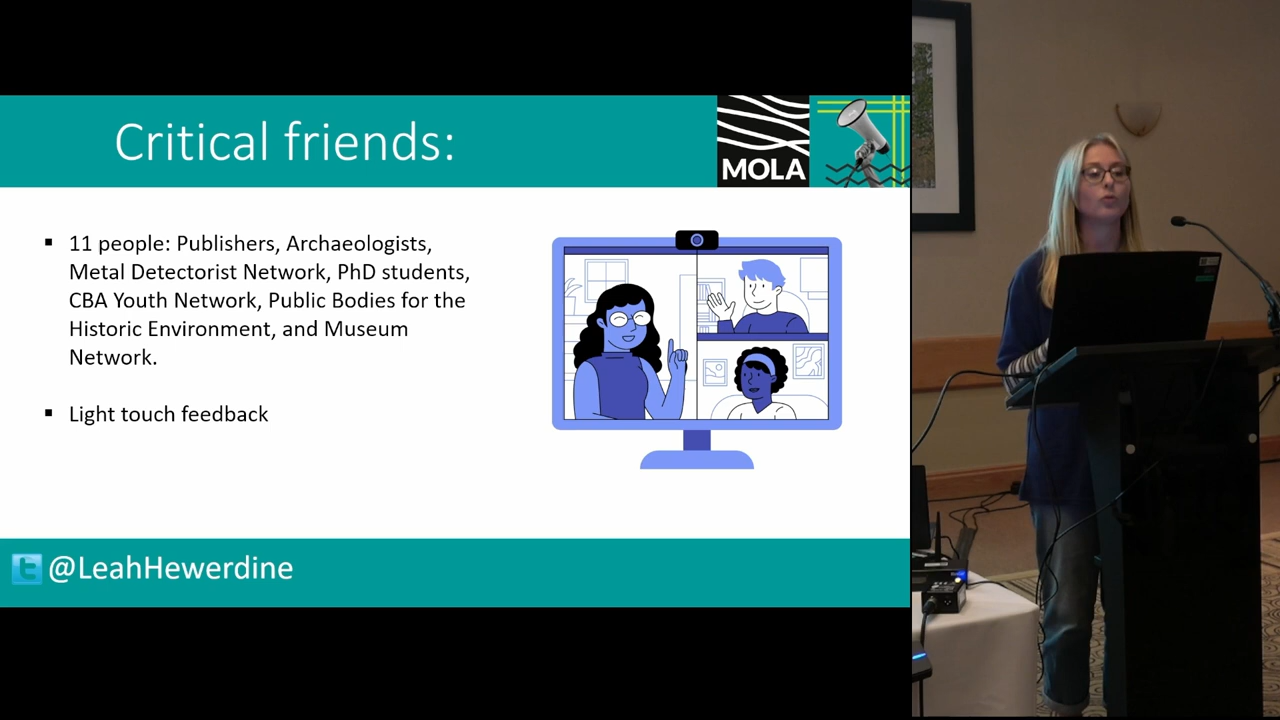 Critical friends:
MOLA
▪ 11 people: Publishers, Archaeologists,
Metal Detectorist Network, PhD students,
CBA Youth Network, Public Bodies for the
Historic Environment, and Museum
Network.
▪ Light touch feedback
@LeahHewerdine